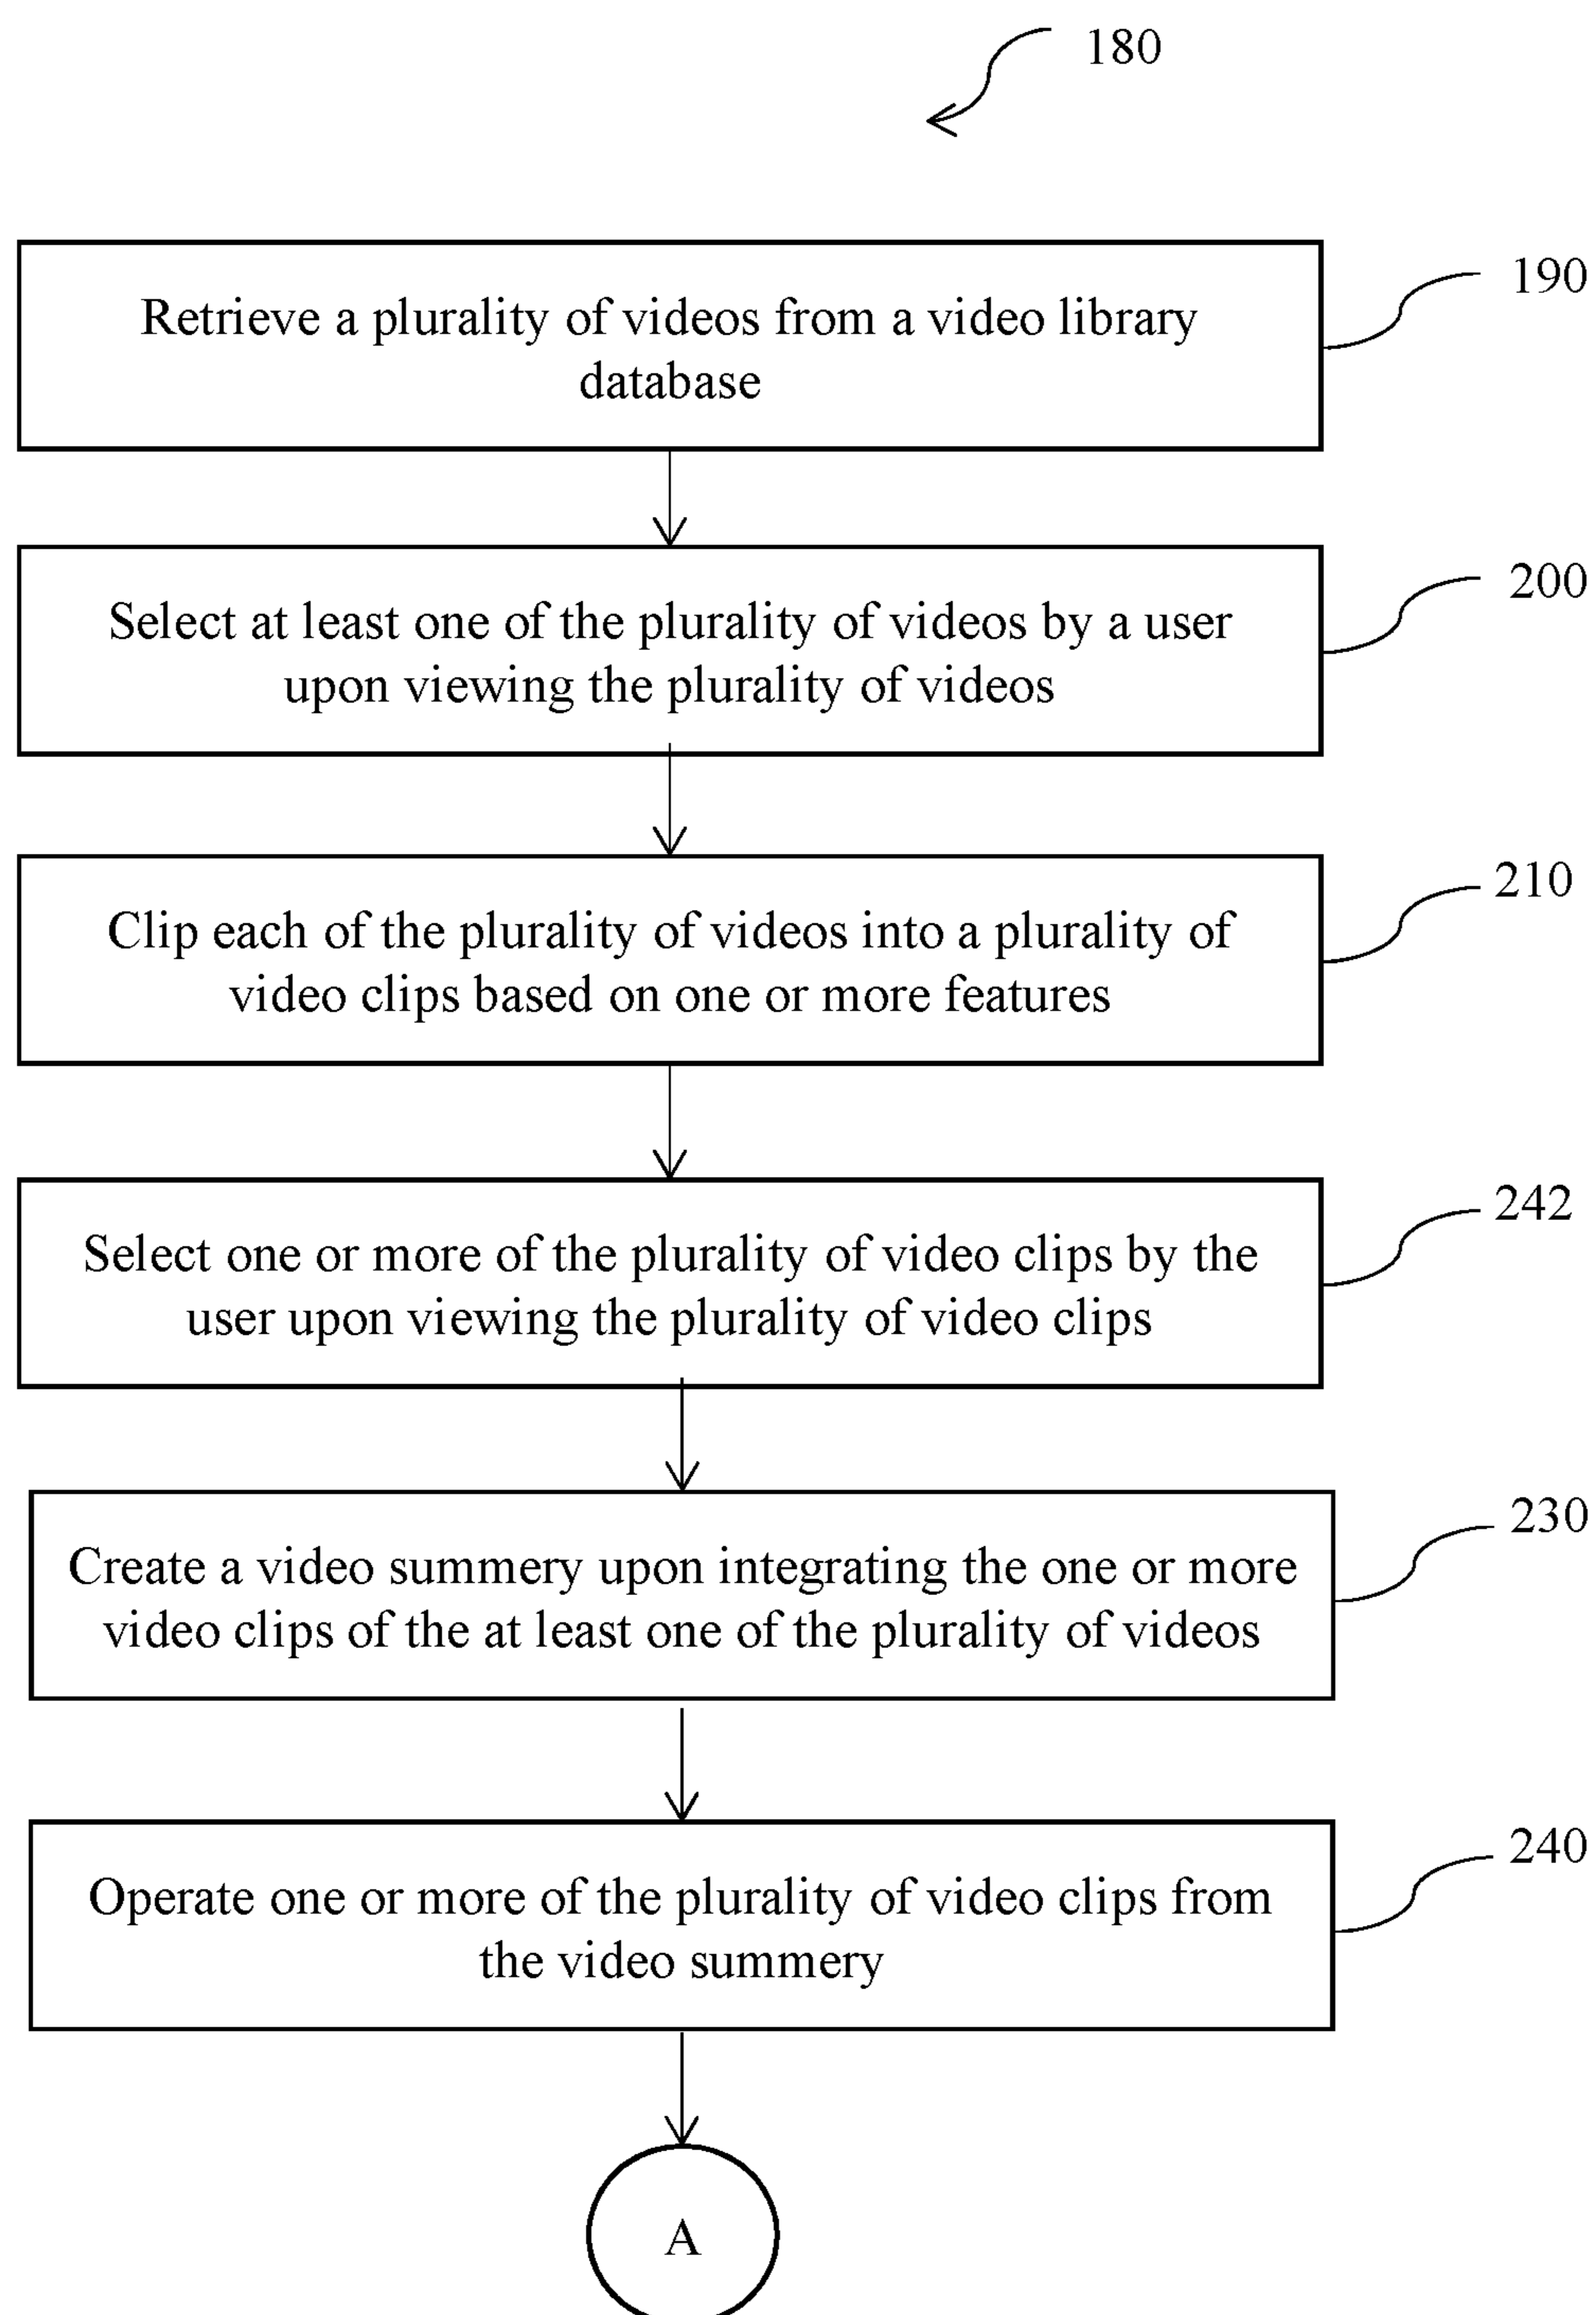 180
Retrieve a plurality of videos from a video library
database
190
Select at least one of the plurality of videos by a user
upon viewing the plurality of videos
200
Clip each of the plurality of videos into a plurality of
video clips based on one or more features
210
Select one or more of the plurality of video clips by the
user upon viewing the plurality of video clips
242
Create a video summery upon integrating the one or more
video clips of the at least one of the plurality of videos
230
Operate one or more of the plurality of video clips from
the video summery
240
A